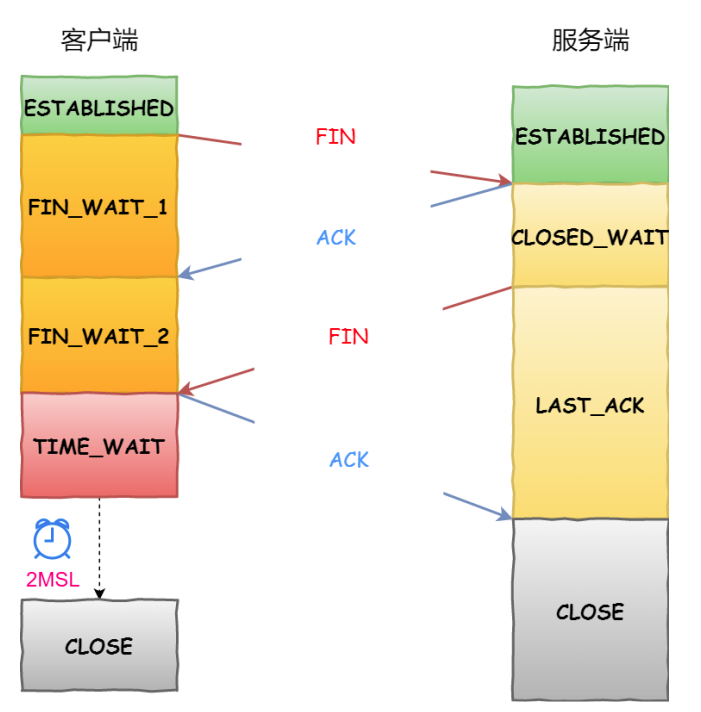 客户端
服务端
ESTABLISHED
FIN
ESTABLISHED
FIN_WAIT_1
ACK
CLOSED_WAIT
FIN_WAIT_2
FIN
LAST_ACK
TIME_WAIT
ACK
2MSL
CLOSE
CLOSE